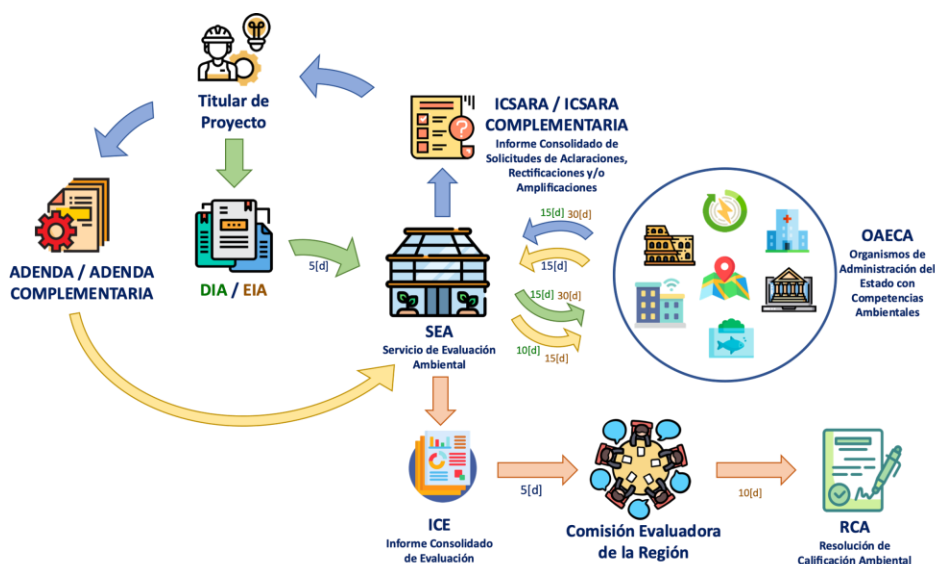 Titular de
Proyecto
ICSARA / ICSARA
COMPLEMENTARIA
Informe Consolidado de
Solicitudes de Aclaraciones,
Rectificaciones y/o
Amplificaciones
ADENDA / ADENDA
COMPLEMENTARIA
DIA / EIA
5[d]
SEA
Servicio de Evaluación
Ambiental
15[d] 30[d]
15[d]
15[d] 30[d]
10[d] 15[d]
OAECA
Organismos de
Administración del
Estado con
Competencias
Ambientales
ICE
Informe Consolidado
de Evaluación
5[d]
Comisión Evaluadora
de la Región
10[d]
RCA
Resolución de
Calificación Ambiental